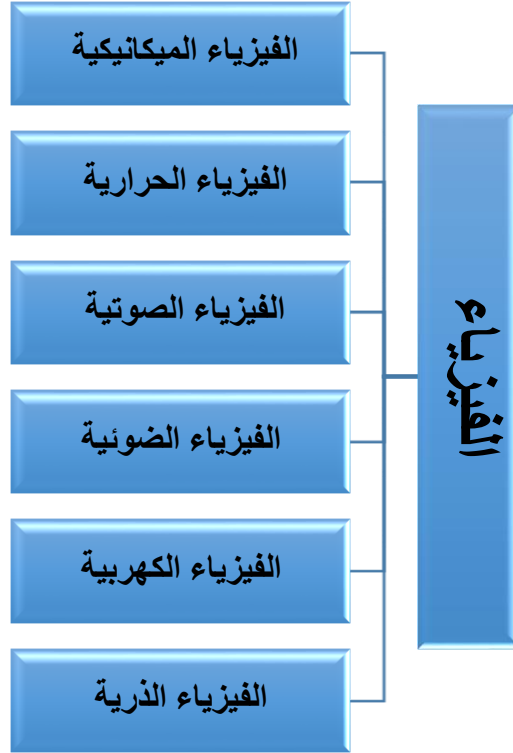 الفيزياء
الفيزياء الميكانيكية
الفيزياء الحرارية
الفيزياء الصوتية
الفيزياء الضوئية
الفيزياء الكهربية
الفيزياء الذرية